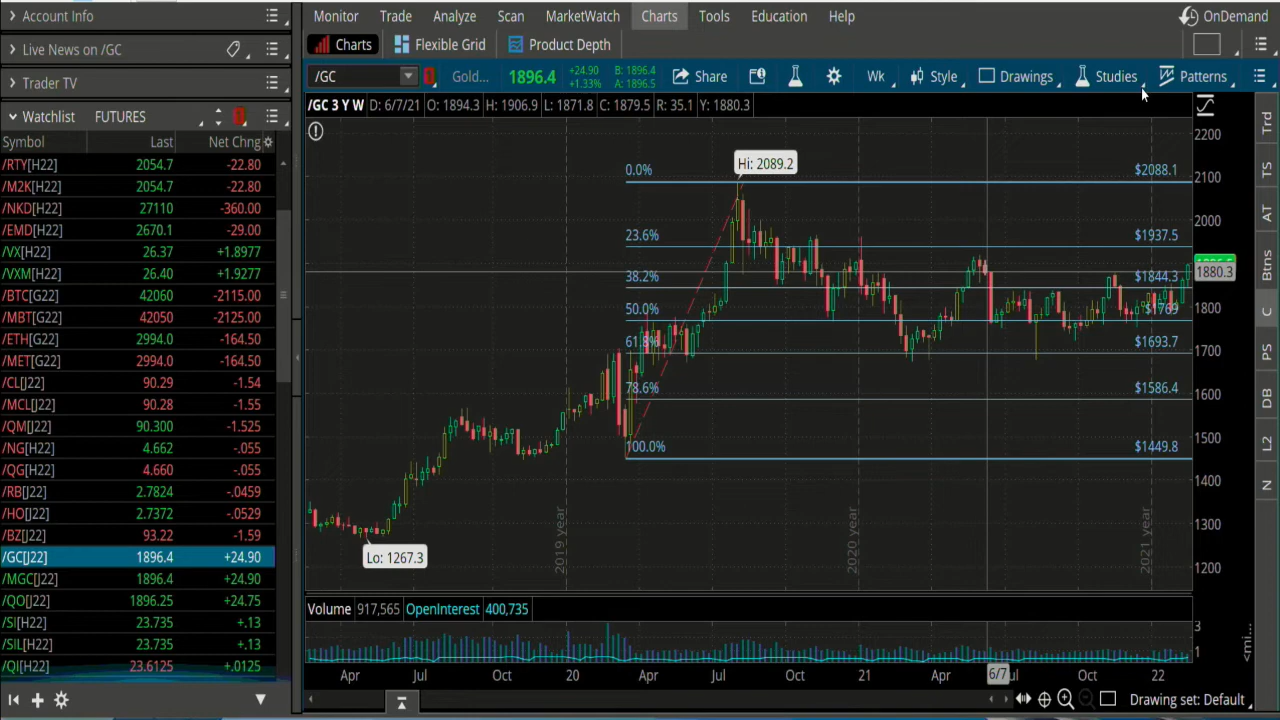 Account Info
Live News on /GC
Trader TV
Watchlist FUTURES
Symbol Last Net Chng
/RTY[H22] 2054.7 -22.80
/M2K[H22] 2054.7 -22.80
/NKD[H22] 27110 -360.00
/EMD[H22] 2670.1 -29.00
/VX[H22] 26.37 +1.8977
/VXM[H22] 26.40 +1.9277
/BTC[G22] 42060 -2115.00
/MBT[G22] 42050 -2125.00
/ETH[G22] 2994.0 -164.50
/MET[G22] 2994.0 -164.50
/CL[J22] 90.29 -1.54
/MCL[J22] 90.28 -1.55
/QM[J22] 90.300 -1.525
/NG[H22] 4.662 -.055
/QG[H22] 4.660 -.055
/RB[J22] 2.7824 -.0459
/HO[J22] 2.7372 -.0529
/BZ[J22] 93.22 -1.59
/GC[J22] 1896.4 +24.90
/MGC[J22] 1896.4 +24.90
/QO[J22] 1896.25 +24.75
/SI[H22] 23.735 +.13
/SIL[H22] 23.735 +.13
/QI[H22] 23.6125 +.0125
Monitor Trade Analyze Scan MarketWatch Charts Tools Education Help
OnDemand
Charts Flexible Grid Product Depth
/GC Gold... 1896.4 +24.90 +1.33% B: 1896.4 A: 1896.5 Share Wk Style Drawings Studies Patterns
/GC 3 Y W D: 6/7/21 O: 1894.3 H: 1906.9 L: 1871.8 C: 1879.5 R: 35.1 Y: 1880.3
2200
Hi: 2089.2
0.0% $2088.1
2100
2000
23.6% $1937.5
1880.3
38.2% $1844.3
1800
50.0% $1769
61.8% $1693.7
1700
78.6% $1586.4
1600
100.0% $1449.8
1500
1400
1300
Lo: 1267.3
1200
2019 year
2020 year
2021 year
Volume 917,565 OpenInterest 400,735
3
1
<mi...
Apr Jul Oct 20 Apr Jul Oct 21 Apr 6/7 Jul Oct 22
Drawing set: Default
Trd
TS
AT
Btns
C
PS
DB
L2
N